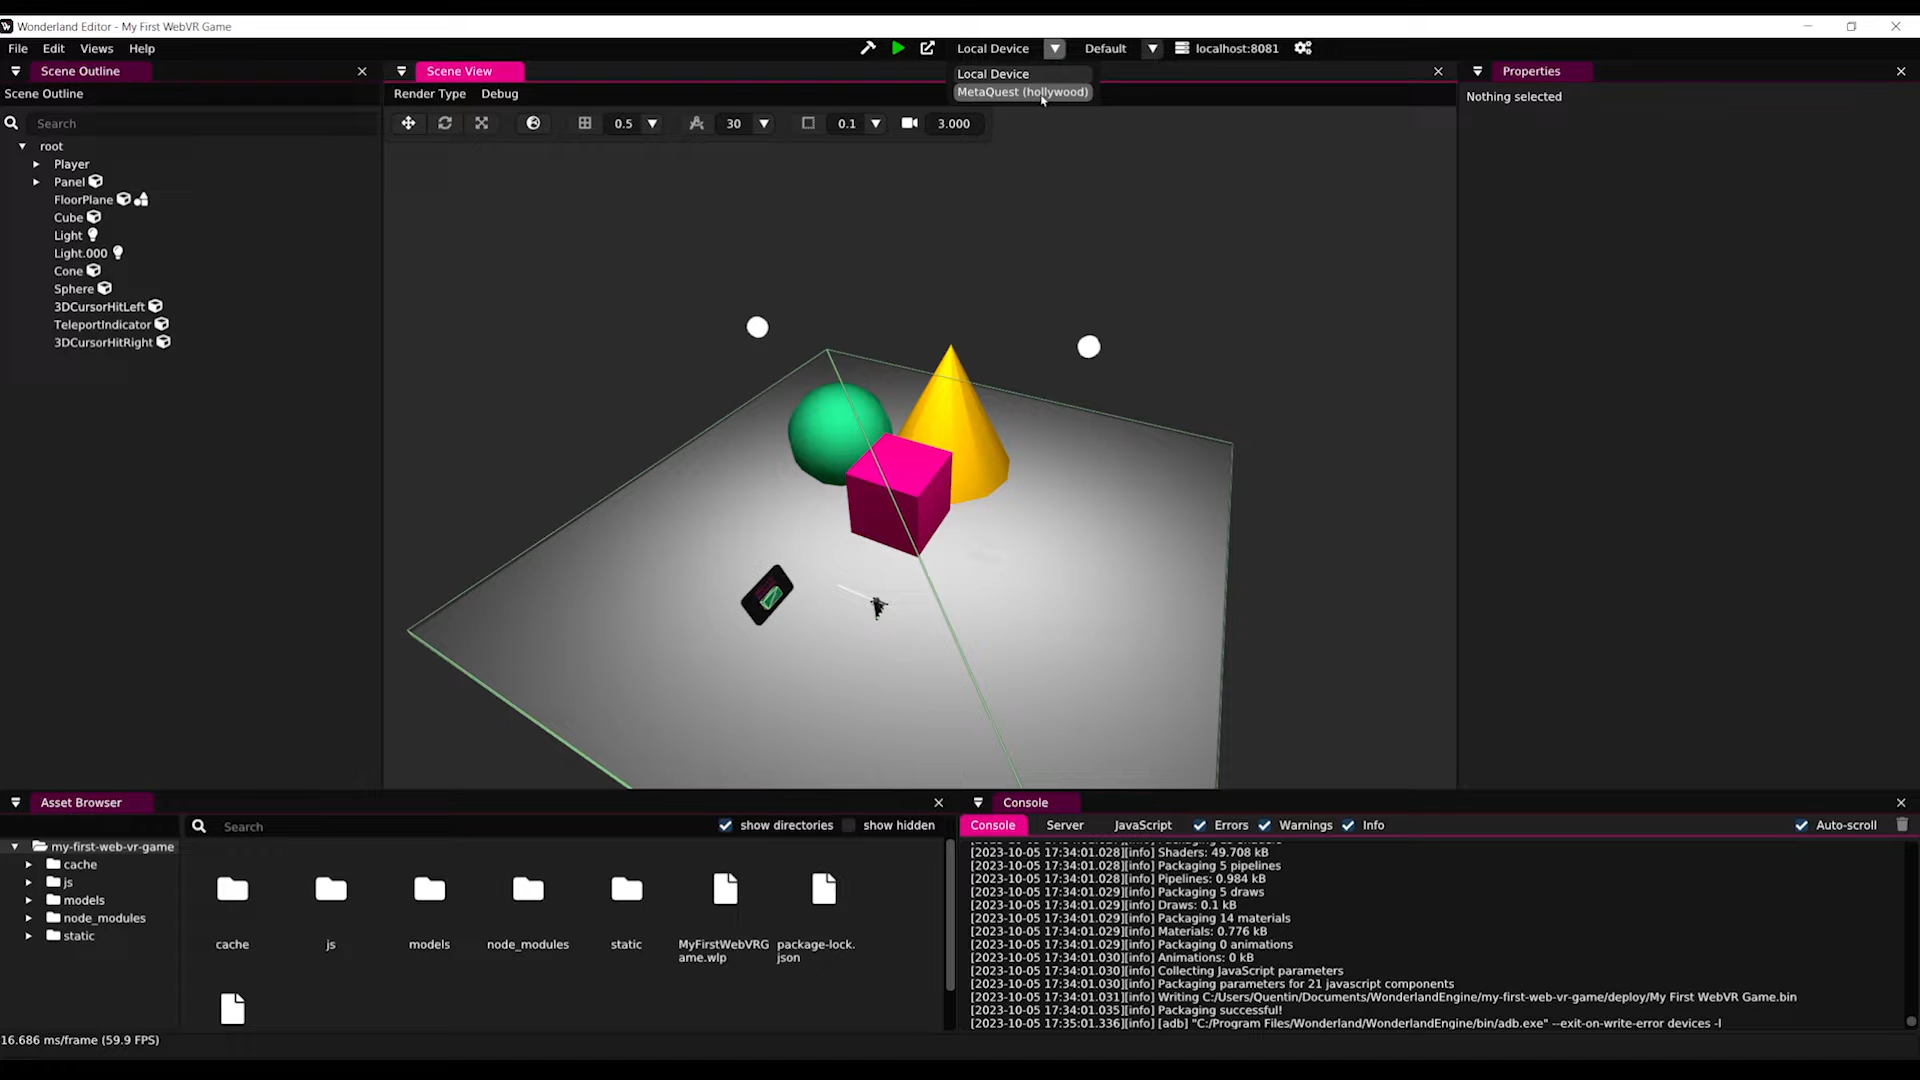 Wonderland Editor - My First WebVR Game
File Edit Views Help
Local Device Default localhost:8081
Local Device
MetaQuest (hollywood)
Scene Outline
Scene Outline
Search
root
Player
Panel
FloorPlane
Cube
Light
Light.000
Cone
Sphere
3DCursorHitLeft
TeleportIndicator
3DCursorHitRight
Scene View
Render Type Debug
0.5 30 0.1 3.000
Properties
Nothing selected
Asset Browser
Search show directories show hidden
my-first-web-vr-game
cache
js
models
node_modules
static
cache js models node_modules static MyFirstWebVRG package-lock.
ame.wlp json
Console
Console Server JavaScript Errors Warnings Info Auto-scroll
[2023-10-05 17:34:01.028][info] Shaders: 49.708 kB
[2023-10-05 17:34:01.028][info] Packaging 5 pipelines
[2023-10-05 17:34:01.028][info] Pipelines: 0.984 kB
[2023-10-05 17:34:01.029][info] Packaging 5 draws
[2023-10-05 17:34:01.029][info] Draws: 0.1 kB
[2023-10-05 17:34:01.029][info] Packaging 14 materials
[2023-10-05 17:34:01.029][info] Materials: 0.776 kB
[2023-10-05 17:34:01.029][info] Packaging 0 animations
[2023-10-05 17:34:01.030][info] Animations: 0 kB
[2023-10-05 17:34:01.030][info] Collecting JavaScript parameters
[2023-10-05 17:34:01.030][info] Packaging parameters for 21 javascript components
[2023-10-05 17:34:01.031][info] Writing C:/Users/Quentin/Documents/WonderlandEngine/my-first-web-vr-game/deploy/My First WebVR Game.bin
[2023-10-05 17:34:01.035][info] Packaging successful!
[2023-10-05 17:35:01.336][info] [adb] "C:/Program Files/Wonderland/WonderlandEngine/bin/adb.exe" --exit-on-write-error devices -l
16.686 ms/frame (59.9 FPS)